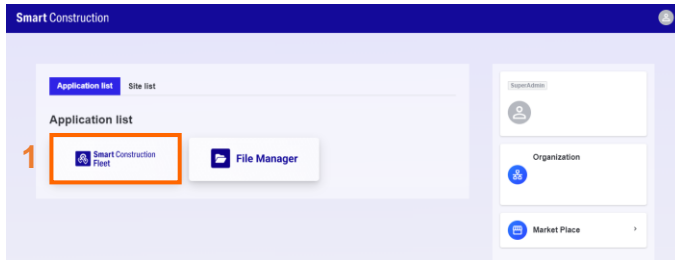 Smart Construction
Application list Site list
Application list
1
Smart Construction
Fleet
File Manager
SuperAdmin
Organization
Market Place